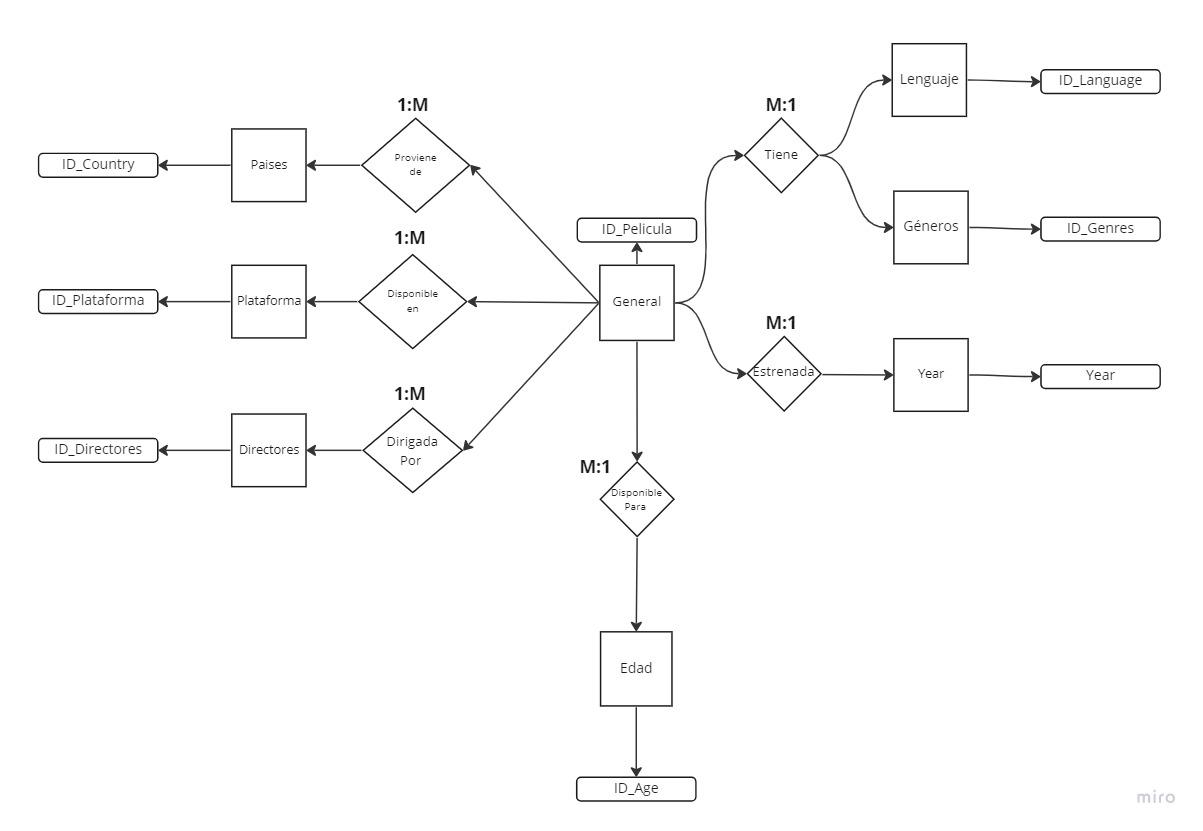 Lenguaje
ID_Language
1:M
M:1
Proviene
de
Tiene
Paises
ID_Country
Géneros
ID_Genres
1:M
ID_Pelicula
Disponible
en
Plataforma
ID_Plataforma
General
M:1
Estrenada
Year
Year
1:M
Dirigada
Por
Directores
ID_Directores
M:1
Disponible
Para
Edad
ID_Age
miro